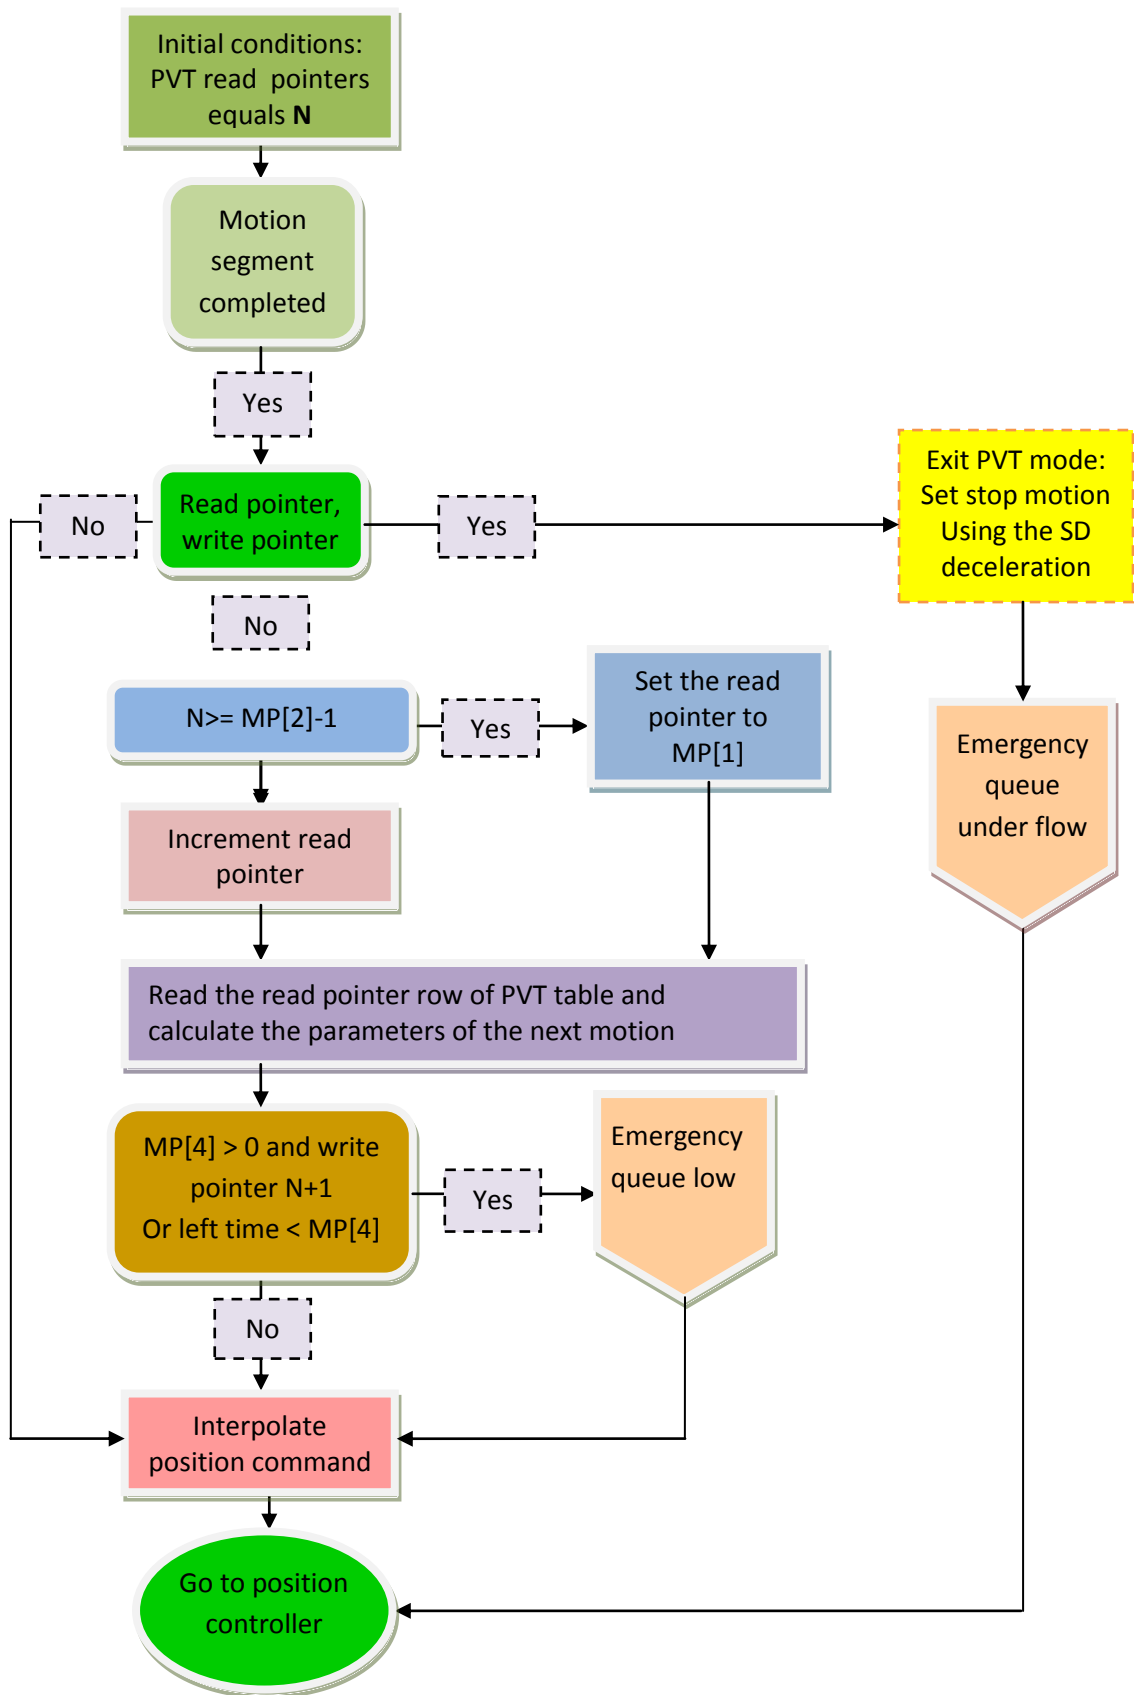 Initial conditions:
PVT read  pointers
equals N
Motion
segment
completed
Yes
No
Read pointer,
write pointer
Yes
Exit PVT mode:
Set stop motion
Using the SD
deceleration
No
N>= MP[2]-1
Yes
Set the read
pointer to
MP[1]
Emergency
queue
under flow
Increment read
pointer
Read the read pointer row of PVT table and
calculate the parameters of the next motion
MP[4] > 0 and write
pointer N+1
Or left time < MP[4]
Yes
Emergency
queue low
No
Interpolate
position command
Go to position
controller